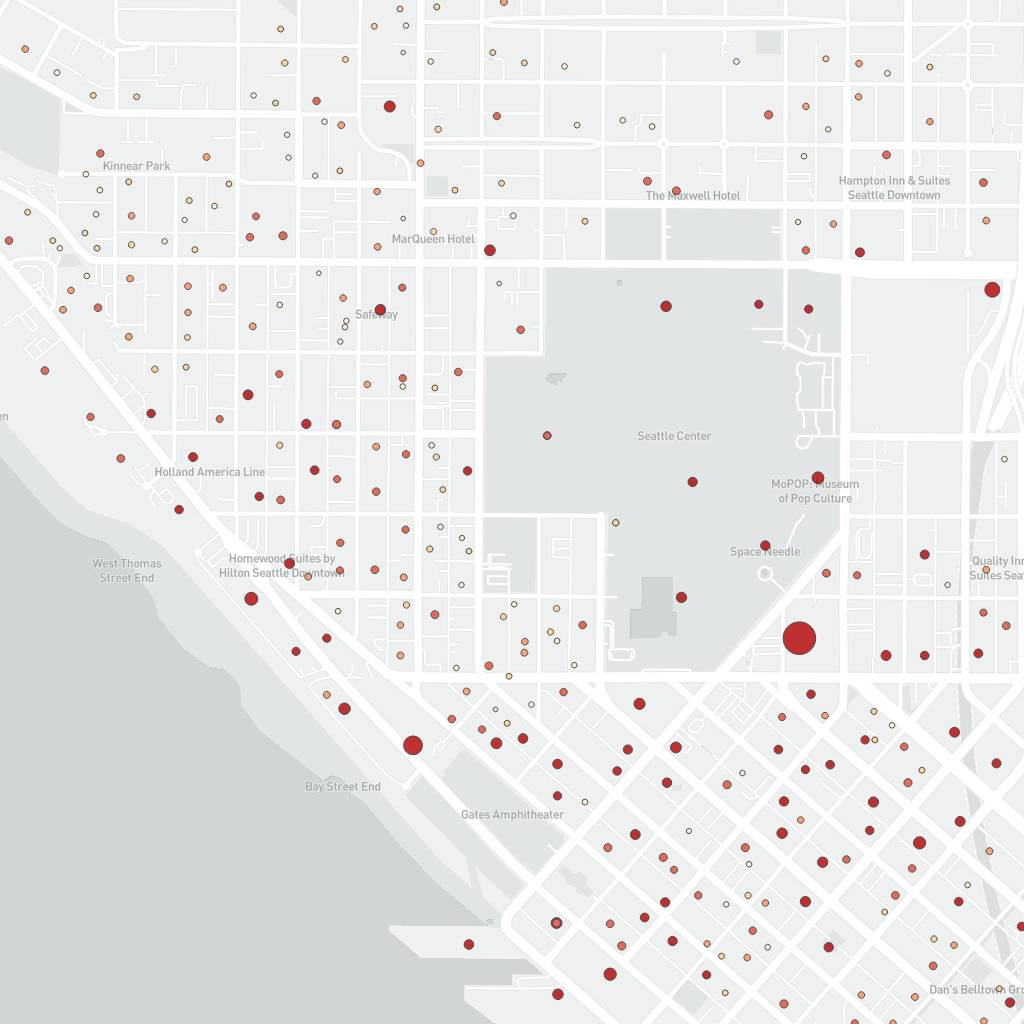 Kinnear Park
Hampton Inn & Suites
Seattle Downtown
The Maxwell Hotel
MarQueen Hotel
Safeway
en
Seattle Center
Holland America Line
MoPOP: Museum
of Pop Culture
Space Needle
West Thomas
Street End
Homewood Suites by
Hilton Seattle Downtown
Quality Inn
Suites Sea
Bay Street End
Gates Amphitheater
Dan's Belltown Gro